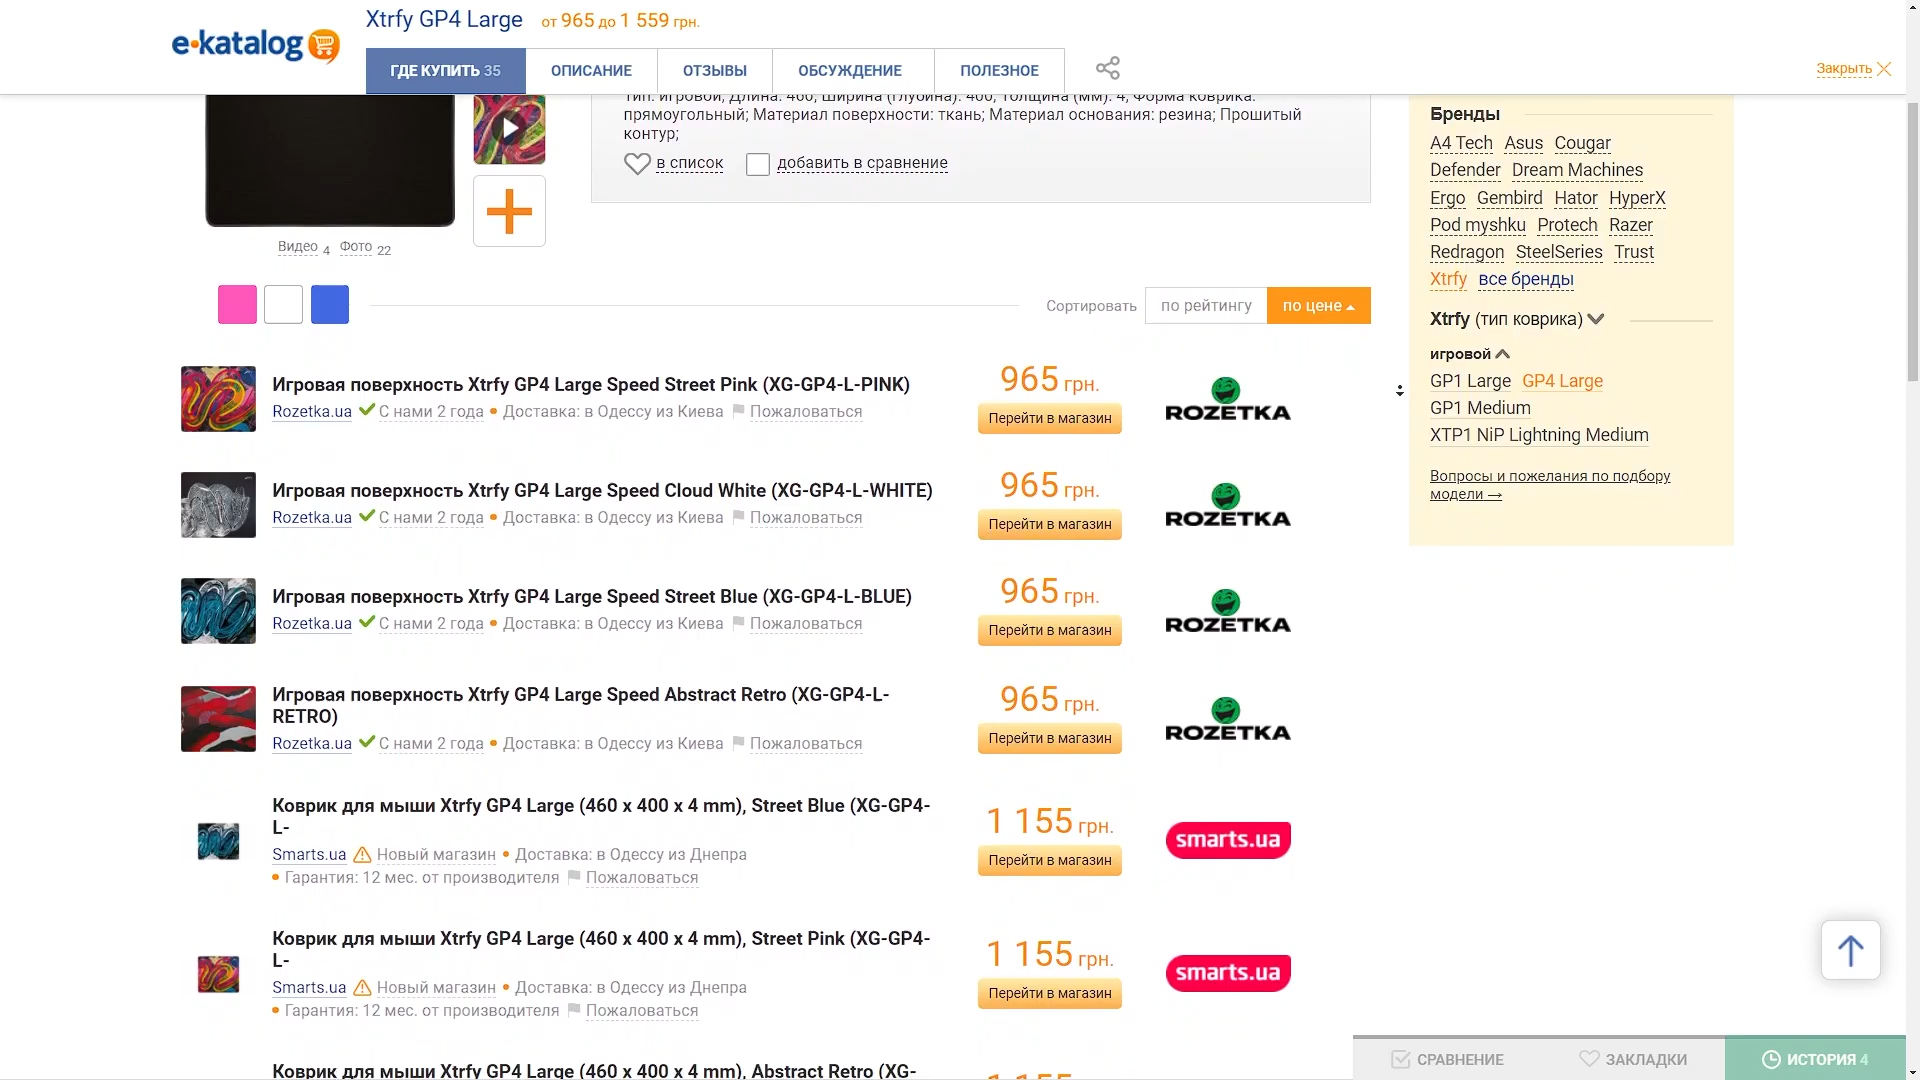 e-katalog
Xtrfy GP4 Large от 965 до 1 559 грн.
ГДЕ КУПИТЬ 35
ОПИСАНИЕ
ОТЗЫВЫ
ОБСУЖДЕНИЕ
ПОЛЕЗНОЕ
Закрыть
Тип: игровой; Длина: 460; Ширина (глубина): 400; Толщина (мм): 4; Форма коврика:
прямоугольный; Материал поверхности: ткань; Материал основания: резина; Прошитый
контур;
в список
добавить в сравнение
Видео 4 Фото 22
Сортировать
по рейтингу
по цене
Игровая поверхность Xtrfy GP4 Large Speed Street Pink (XG-GP4-L-PINK)
Rozetka.ua С нами 2 года • Доставка: в Одессу из Киева Пожаловаться
965 грн.
Перейти в магазин
ROZETKA
Игровая поверхность Xtrfy GP4 Large Speed Cloud White (XG-GP4-L-WHITE)
Rozetka.ua С нами 2 года • Доставка: в Одессу из Киева Пожаловаться
965 грн.
Перейти в магазин
ROZETKA
Игровая поверхность Xtrfy GP4 Large Speed Street Blue (XG-GP4-L-BLUE)
Rozetka.ua С нами 2 года • Доставка: в Одессу из Киева Пожаловаться
965 грн.
Перейти в магазин
ROZETKA
Игровая поверхность Xtrfy GP4 Large Speed Abstract Retro (XG-GP4-L-
RETRO)
Rozetka.ua С нами 2 года • Доставка: в Одессу из Киева Пожаловаться
965 грн.
Перейти в магазин
ROZETKA
Коврик для мыши Xtrfy GP4 Large (460 x 400 x 4 mm), Street Blue (XG-GP4-
L-
Smarts.ua Новый магазин • Доставка: в Одессу из Днепра
• Гарантия: 12 мес. от производителя Пожаловаться
1 155 грн.
Перейти в магазин
smarts.ua
Коврик для мыши Xtrfy GP4 Large (460 x 400 x 4 mm), Street Pink (XG-GP4-
L-
Smarts.ua Новый магазин • Доставка: в Одессу из Днепра
• Гарантия: 12 мес. от производителя Пожаловаться
1 155 грн.
Перейти в магазин
smarts.ua
Коврик для мыши Xtrfy GP4 Large (460 x 400 x 4 mm), Abstract Retro (XG-
1 155
Бренды
A4 Tech Asus Cougar
Defender Dream Machines
Ergo Gembird Hator HyperX
Pod myshku Protech Razer
Redragon SteelSeries Trust
Xtrfy все бренды
Xtrfy (тип коврика)
игровой
GP1 Large GP4 Large
GP1 Medium
XTP1 NiP Lightning Medium
Вопросы и пожелания по подбору
модели →
СРАВНЕНИЕ
ЗАКЛАДКИ
ИСТОРИЯ 4